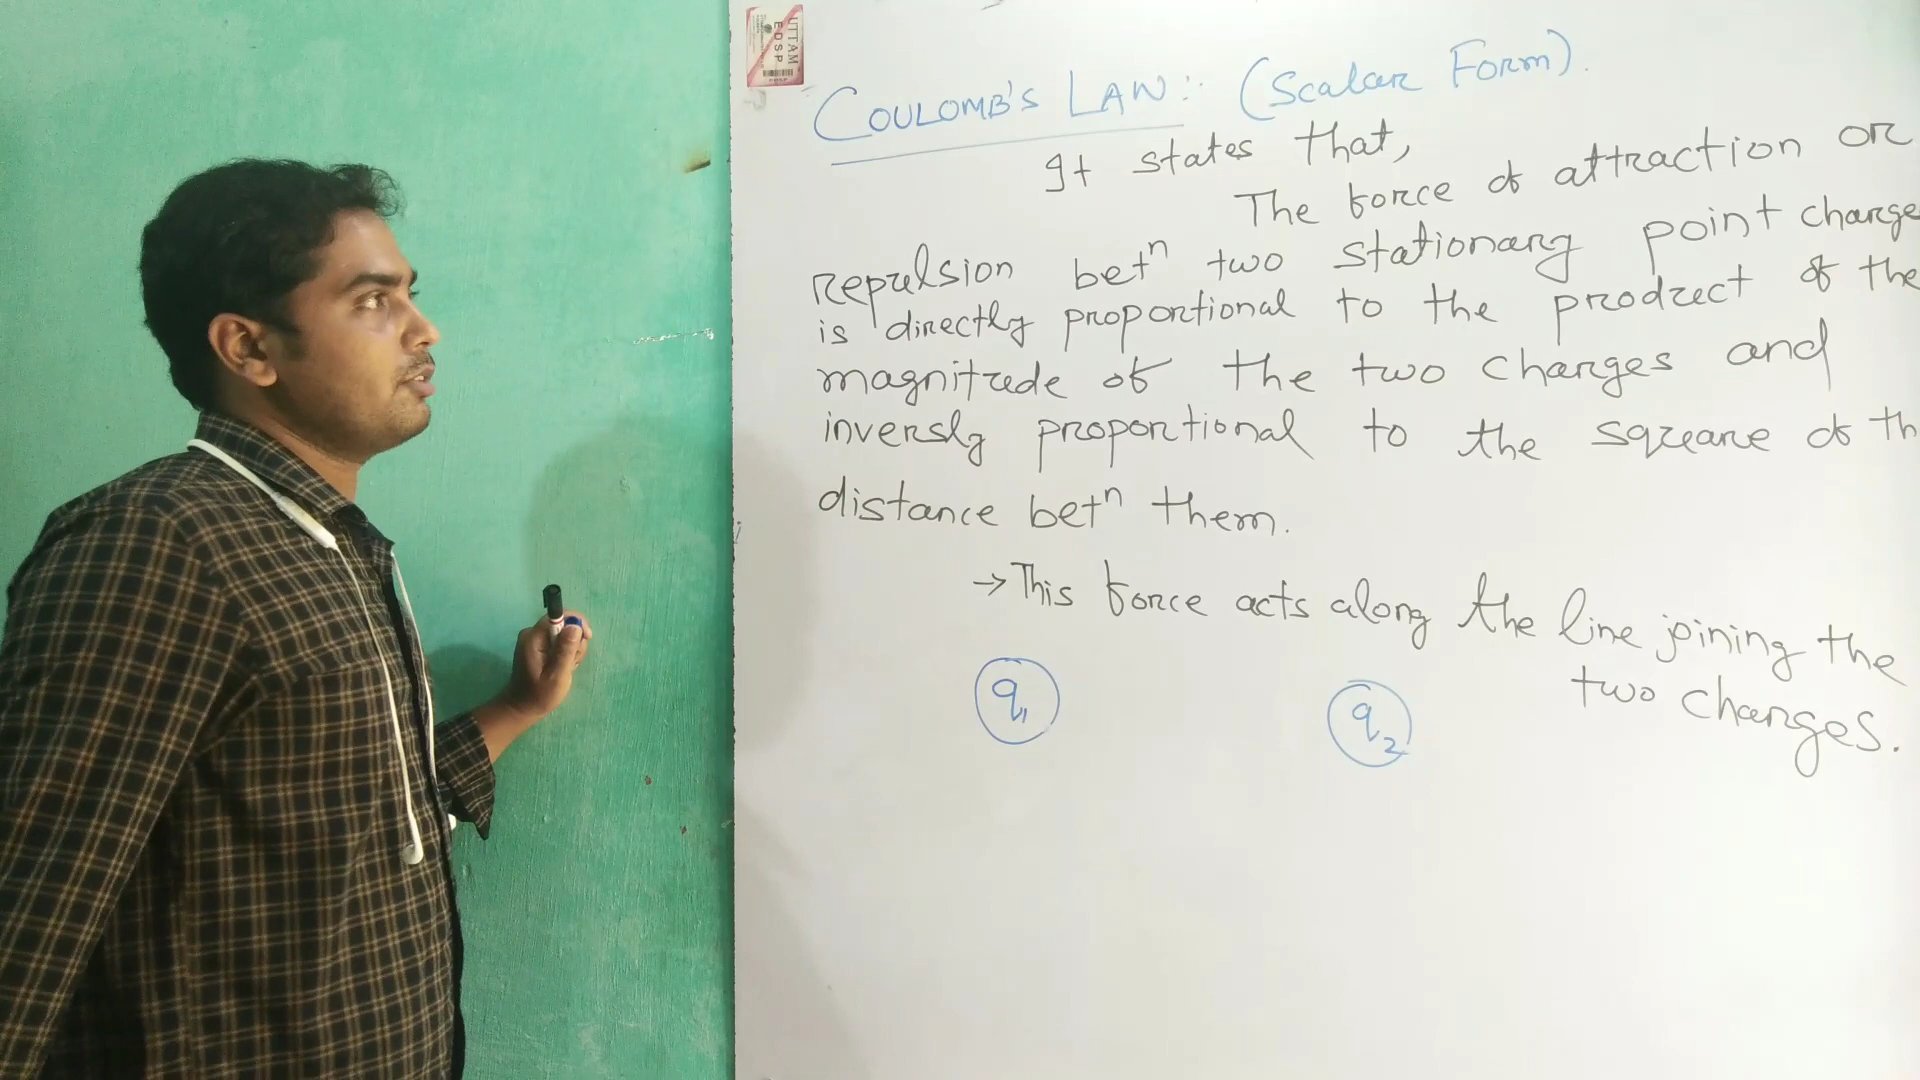 UTTAM
EDSP
COULOMB'S LAW:- (Scalar Form).
It states that,
The force of attraction or
repulsion betⁿ two stationary point charge
is directly proportional to the product of the
magnitude of the two charges and
inversly proportional to the square of th
distance betⁿ them.
→ This force acts along the line joining the
two charges.
q₁ q₂